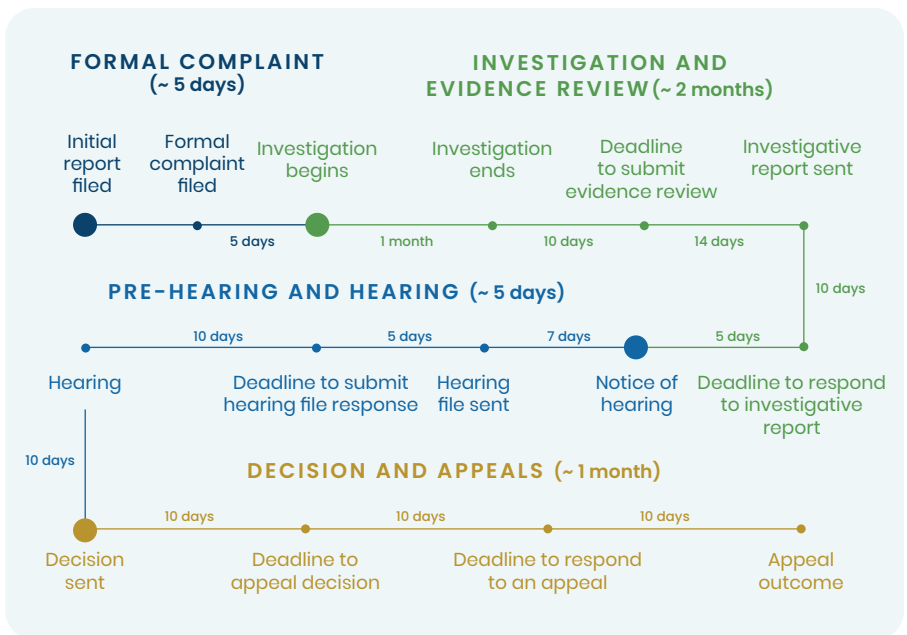 FORMAL COMPLAINT
(~ 5 days)
INVESTIGATION AND
EVIDENCE REVIEW (~ 2 months)
Initial
report
filed
Formal
complaint
filed
Investigation
begins
Investigation
ends
Deadline
to submit
evidence review
Investigative
report sent
5 days
1 month
10 days
14 days
10 days
PRE-HEARING AND HEARING (~ 5 days)
10 days
5 days
7 days
5 days
Hearing
Deadline to submit
hearing file response
Hearing
file sent
Notice of
hearing
Deadline to respond
to investigative
report
10 days
DECISION AND APPEALS (~ 1 month)
10 days
10 days
10 days
Decision
sent
Deadline to
appeal decision
Deadline to respond
to an appeal
Appeal
outcome